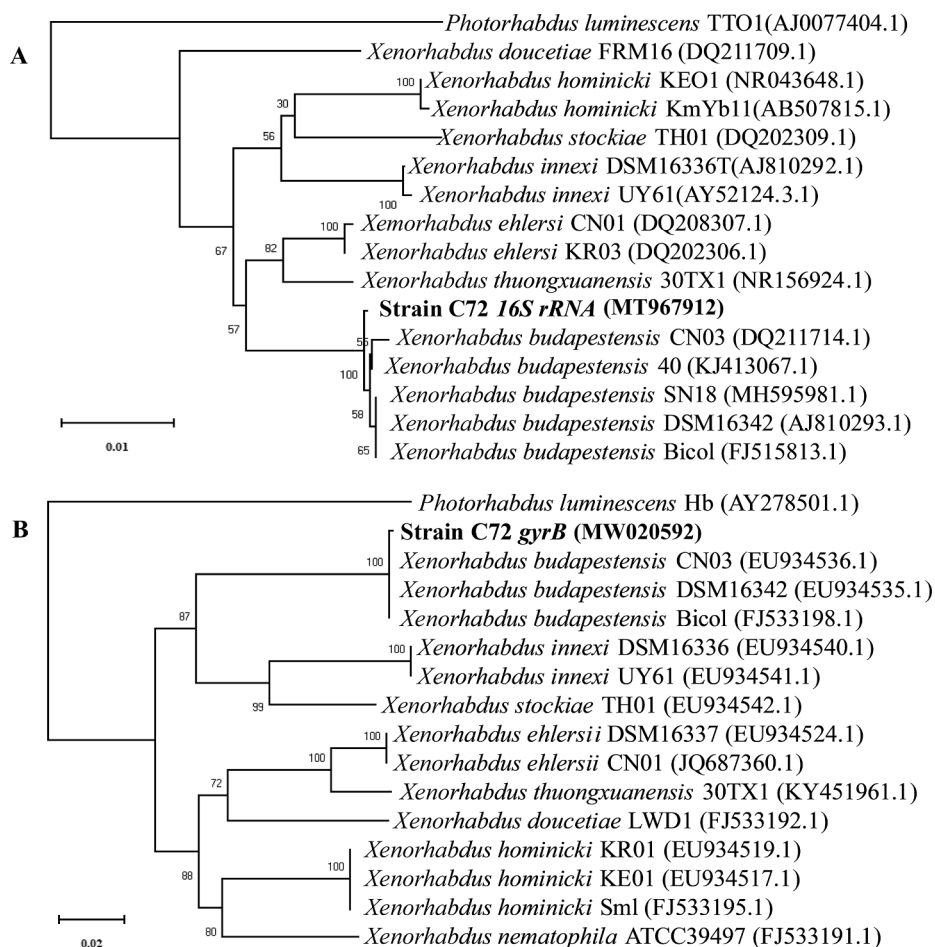 A
Photorhabdus luminescens TTO1(AJ0077404.1)
Xenorhabdus doucetiae FRM16 (DQ211709.1)
100 Xenorhabdus hominicki KEO1 (NR043648.1)
30
Xenorhabdus hominicki KmYb11(AB507815.1)
56 Xenorhabdus stockiae TH01 (DQ202309.1)
Xenorhabdus innexi DSM16336T(AJ810292.1)
100 Xenorhabdus innexi UY61(AY52124.3.1)
100 Xemorhabdus ehlersi CN01 (DQ208307.1)
67 82 Xenorhabdus ehlersi KR03 (DQ202306.1)
Xenorhabdus thuongxuanensis 30TX1 (NR156924.1)
57 Strain C72 16S rRNA (MT967912)
Xenorhabdus budapestensis CN03 (DQ211714.1)
100 Xenorhabdus budapestensis 40 (KJ413067.1)
Xenorhabdus budapestensis SN18 (MH595981.1)
58 Xenorhabdus budapestensis DSM16342 (AJ810293.1)
65 Xenorhabdus budapestensis Bicol (FJ515813.1)
0.01
B
Photorhabdus luminescens Hb (AY278501.1)
Strain C72 gyrB (MW020592)
100 Xenorhabdus budapestensis CN03 (EU934536.1)
Xenorhabdus budapestensis DSM16342 (EU934535.1)
87 Xenorhabdus budapestensis Bicol (FJ533198.1)
100 Xenorhabdus innexi DSM16336 (EU934540.1)
Xenorhabdus innexi UY61 (EU934541.1)
99 Xenorhabdus stockiae TH01 (EU934542.1)
100 Xenorhabdus ehlersii DSM16337 (EU934524.1)
100 Xenorhabdus ehlersii CN01 (JQ687360.1)
72 Xenorhabdus thuongxuanensis 30TX1 (KY451961.1)
Xenorhabdus doucetiae LWD1 (FJ533192.1)
Xenorhabdus hominicki KR01 (EU934519.1)
88 100 Xenorhabdus hominicki KE01 (EU934517.1)
Xenorhabdus hominicki Sml (FJ533195.1)
80 Xenorhabdus nematophila ATCC39497 (FJ533191.1)
0.02